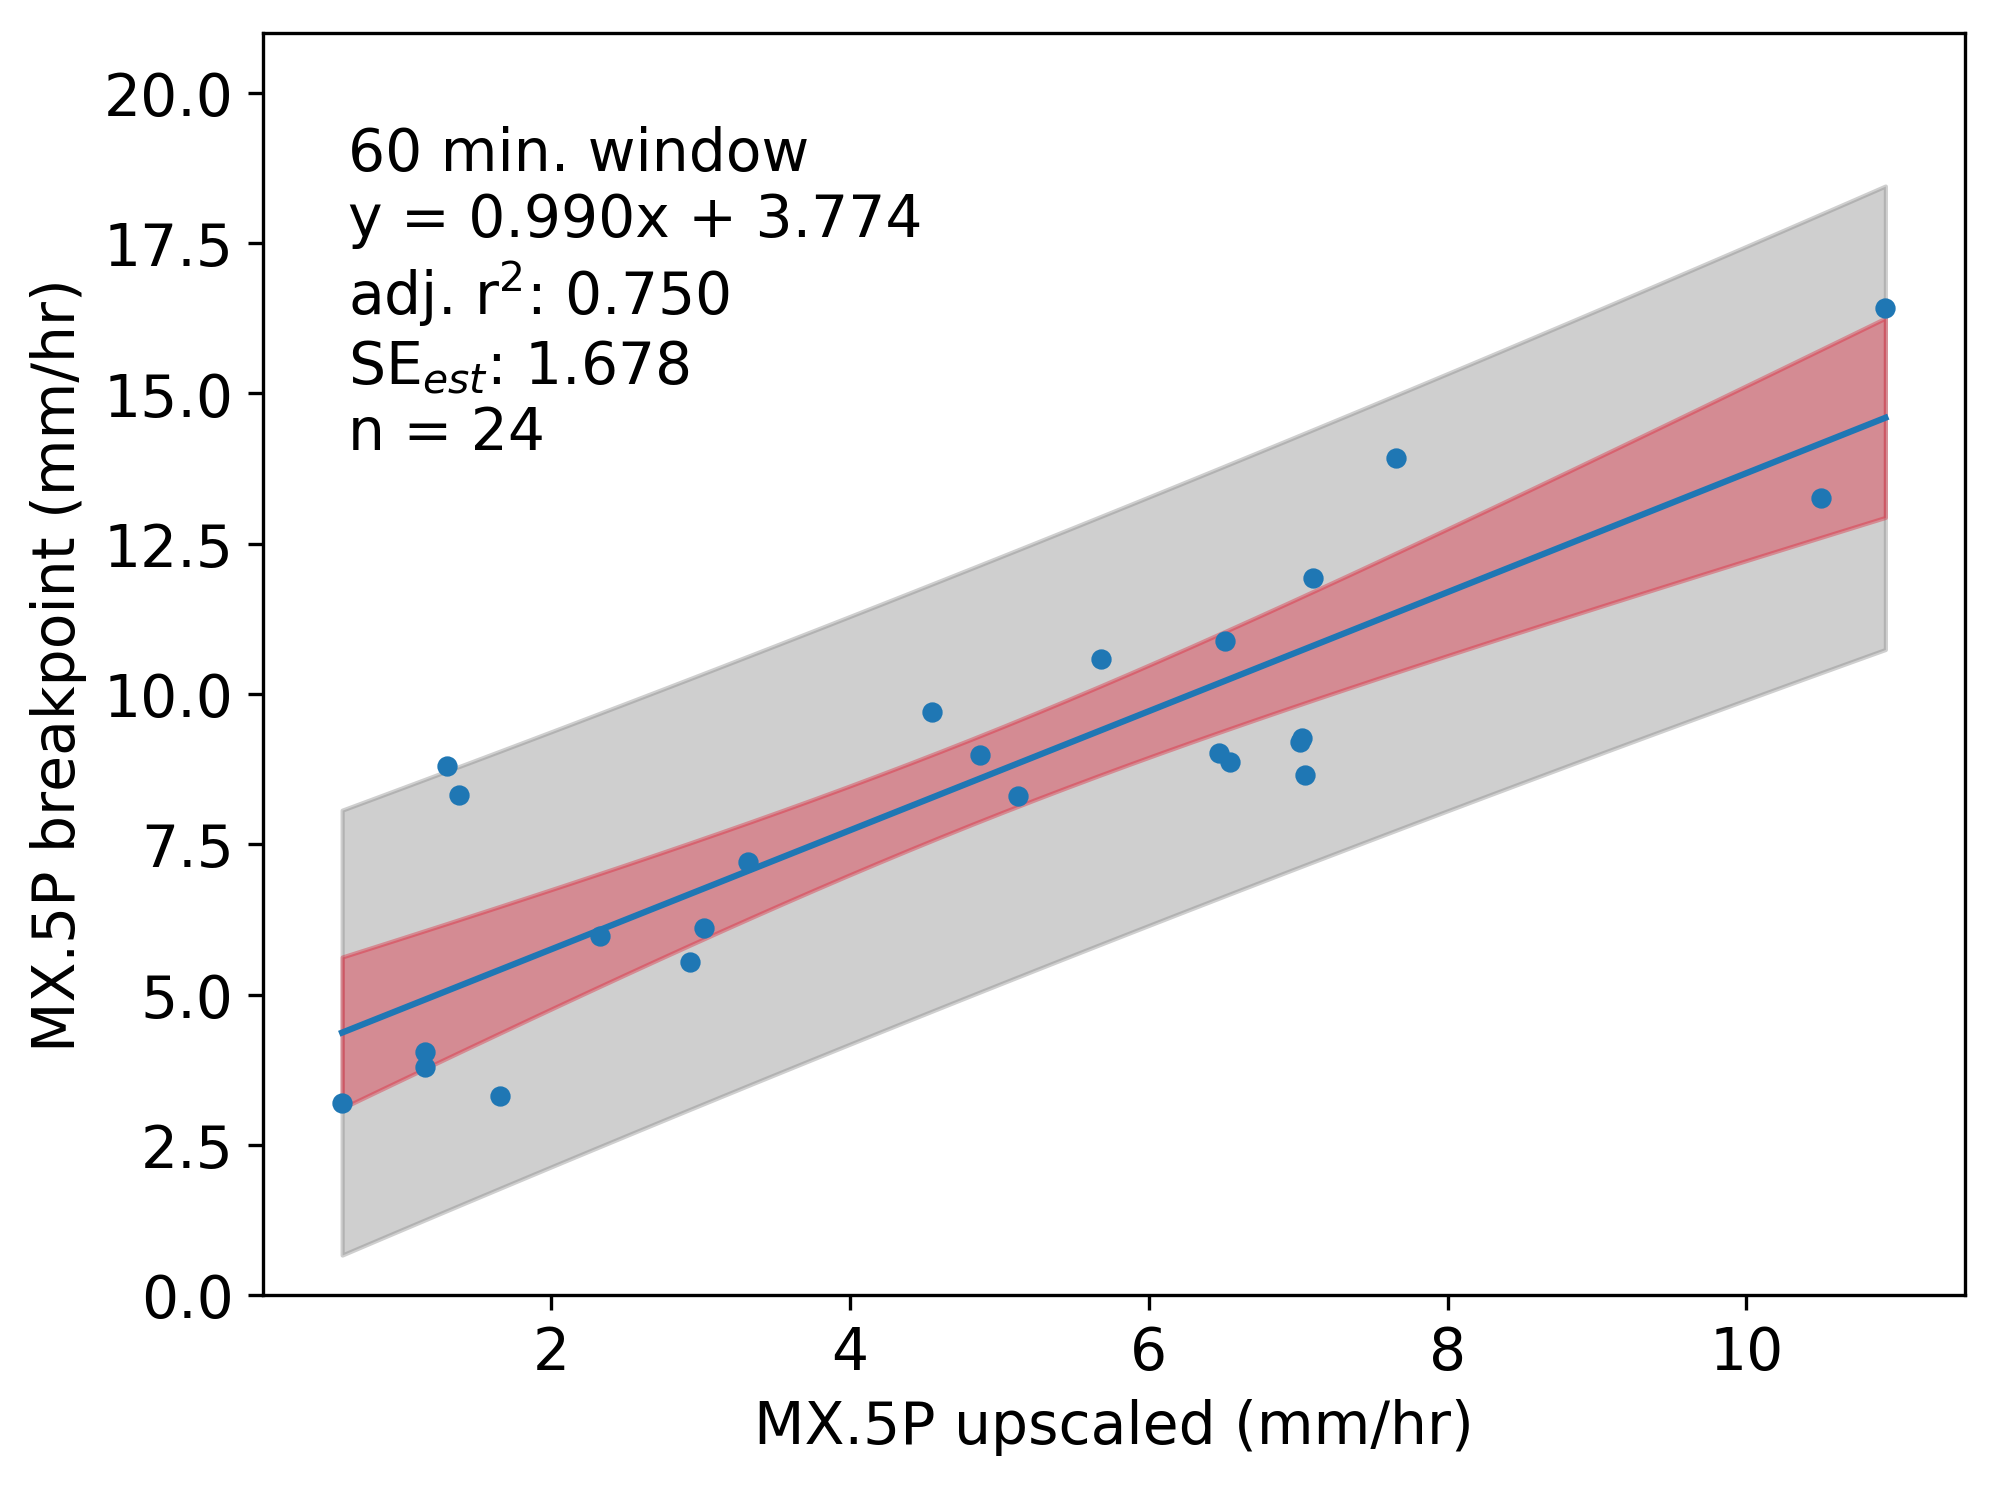 60 min. window
y = 0.990x + 3.774
adj. r²: 0.750
SEₑₛₜ: 1.678
n = 24
MX.5P breakpoint (mm/hr)
20.0
17.5
15.0
12.5
10.0
7.5
5.0
2.5
0.0
2 4 6 8 10
MX.5P upscaled (mm/hr)